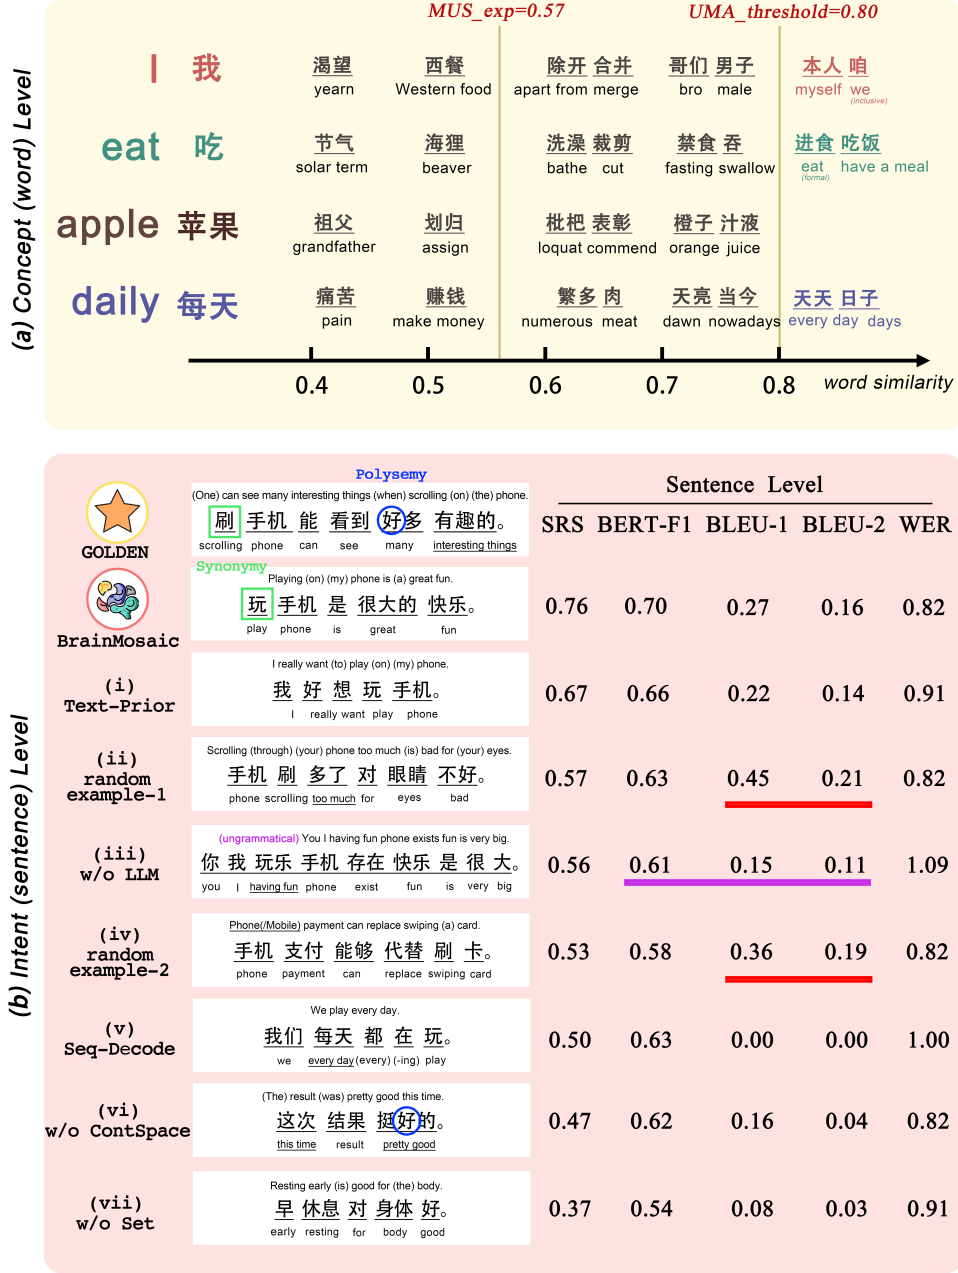 MUS_exp=0.57 UMA_threshold=0.80
(a) Concept (word) Level
I 我 渴望 西餐 除开 合并 哥们 男子 本人 咱
yearn Western food apart from merge bro male myself we
(inclusive)
eat 吃 节气 海狸 洗澡 裁剪 禁食 吞 进食 吃饭
solar term beaver bathe cut fasting swallow eat have a meal
(formal)
apple 苹果 祖父 划归 枇杷 表彰 橙子 汁液
grandfather assign loquat commend orange juice
daily 每天 痛苦 赚钱 繁多 肉 天亮 当今 天天 日子
pain make money numerous meat dawn nowadays every day days
0.4 0.5 0.6 0.7 0.8 word similarity
(b) Intent (sentence) Level
Polysemy
Sentence Level
SRS BERT-F1 BLEU-1 BLEU-2 WER
GOLDEN
(One) can see many interesting things (when) scrolling (on) (the) phone.
刷 手机 能 看到 好多 有趣的。
scrolling phone can see many interesting things
Synonymy
BrainMosaic
Playing (on) (my) phone is (a) great fun.
玩 手机 是 很大的 快乐。
play phone is great fun
0.76 0.70 0.27 0.16 0.82
(i)
Text-Prior
I really want (to) play (on) (my) phone.
我 好 想 玩 手机。
I really want play phone
0.67 0.66 0.22 0.14 0.91
(ii)
random
example-1
Scrolling (through) (your) phone too much (is) bad for (your) eyes.
手机 刷 多了 对 眼睛 不好。
phone scrolling too much for eyes bad
0.57 0.63 0.45 0.21 0.82
(iii)
w/o LLM
(ungrammatical) You I having fun phone exists fun is very big.
你 我 玩乐 手机 存在 快乐 是 很 大。
you I having fun phone exist fun is very big
0.56 0.61 0.15 0.11 1.09
(iv)
random
example-2
Phone(/Mobile) payment can replace swiping (a) card.
手机 支付 能够 代替 刷 卡。
phone payment can replace swiping card
0.53 0.58 0.36 0.19 0.82
(v)
Seq-Decode
We play every day.
我们 每天 都 在 玩。
we every day (every) (-ing) play
0.50 0.63 0.00 0.00 1.00
(vi)
w/o ContSpace
(The) result (was) pretty good this time.
这次 结果 挺好的。
this time result pretty good
0.47 0.62 0.16 0.04 0.82
(vii)
w/o Set
Resting early (is) good for (the) body.
早 休息 对 身体 好。
early resting for body good
0.37 0.54 0.08 0.03 0.91